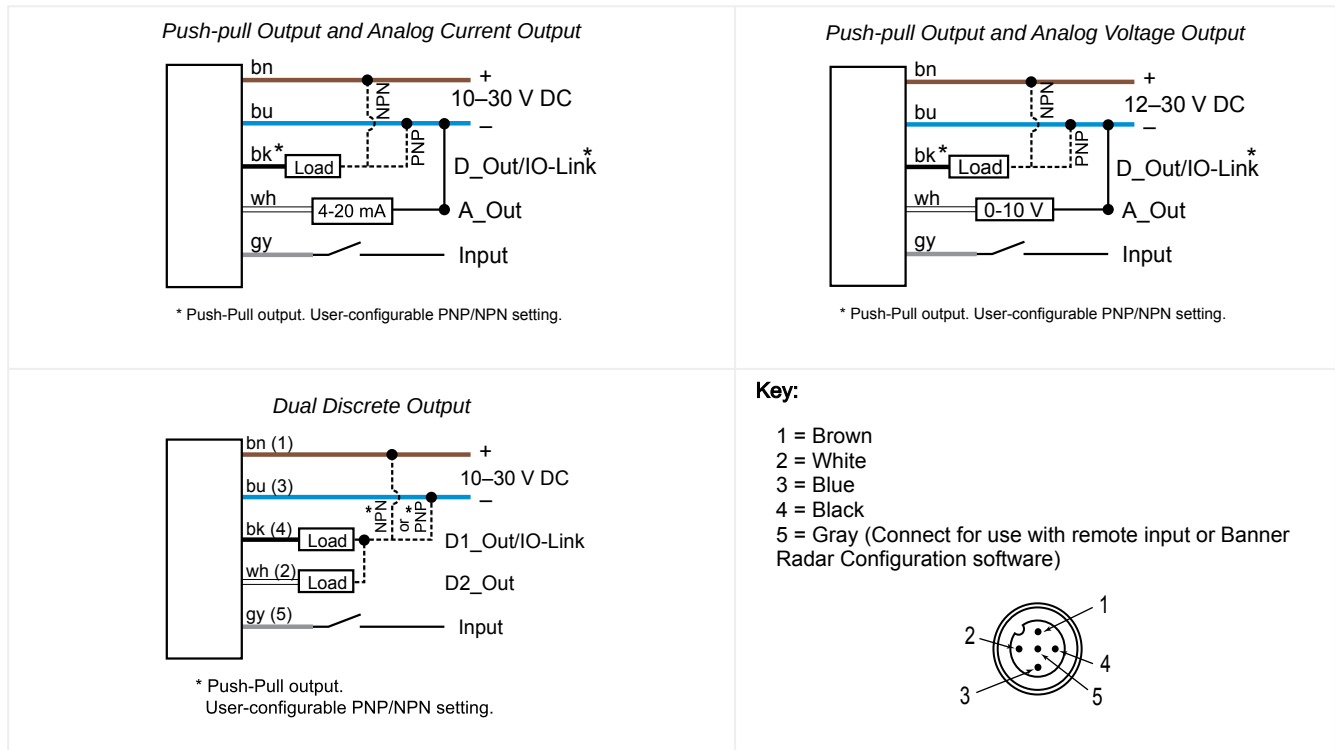 Push-pull Output and Analog Current Output
bn
+
NPN
10–30 V DC
bu
–
PNP
bk*
Load
D_Out/IO-Link*
wh
4-20 mA
A_Out
gy
Input
* Push-Pull output. User-configurable PNP/NPN setting.
Push-pull Output and Analog Voltage Output
bn
+
NPN
12–30 V DC
bu
–
PNP
bk*
Load
D_Out/IO-Link*
wh
0-10 V
A_Out
gy
Input
* Push-Pull output. User-configurable PNP/NPN setting.
Dual Discrete Output
bn (1)
+
10–30 V DC
bu (3)
–
*NPN
or
*PNP
bk (4)
Load
D1_Out/IO-Link
wh (2)
Load
D2_Out
gy (5)
Input
* Push-Pull output.
User-configurable PNP/NPN setting.
Key:
1 = Brown
2 = White
3 = Blue
4 = Black
5 = Gray (Connect for use with remote input or Banner
Radar Configuration software)
1
2
4
3
5